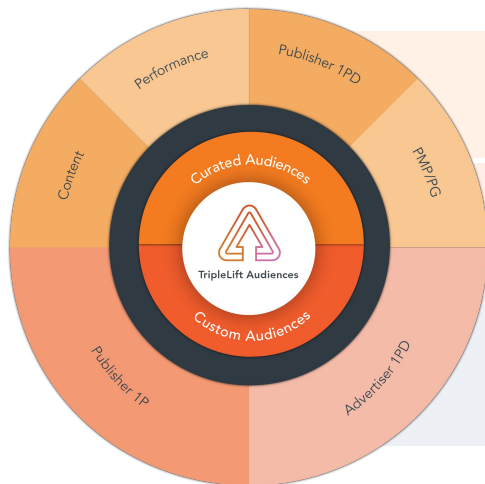 Performance
Publisher 1PD
Content
PMP/PG
Curated Audiences
TripleLift Audiences
Custom Audiences
Publisher 1P
Advertiser 1PD